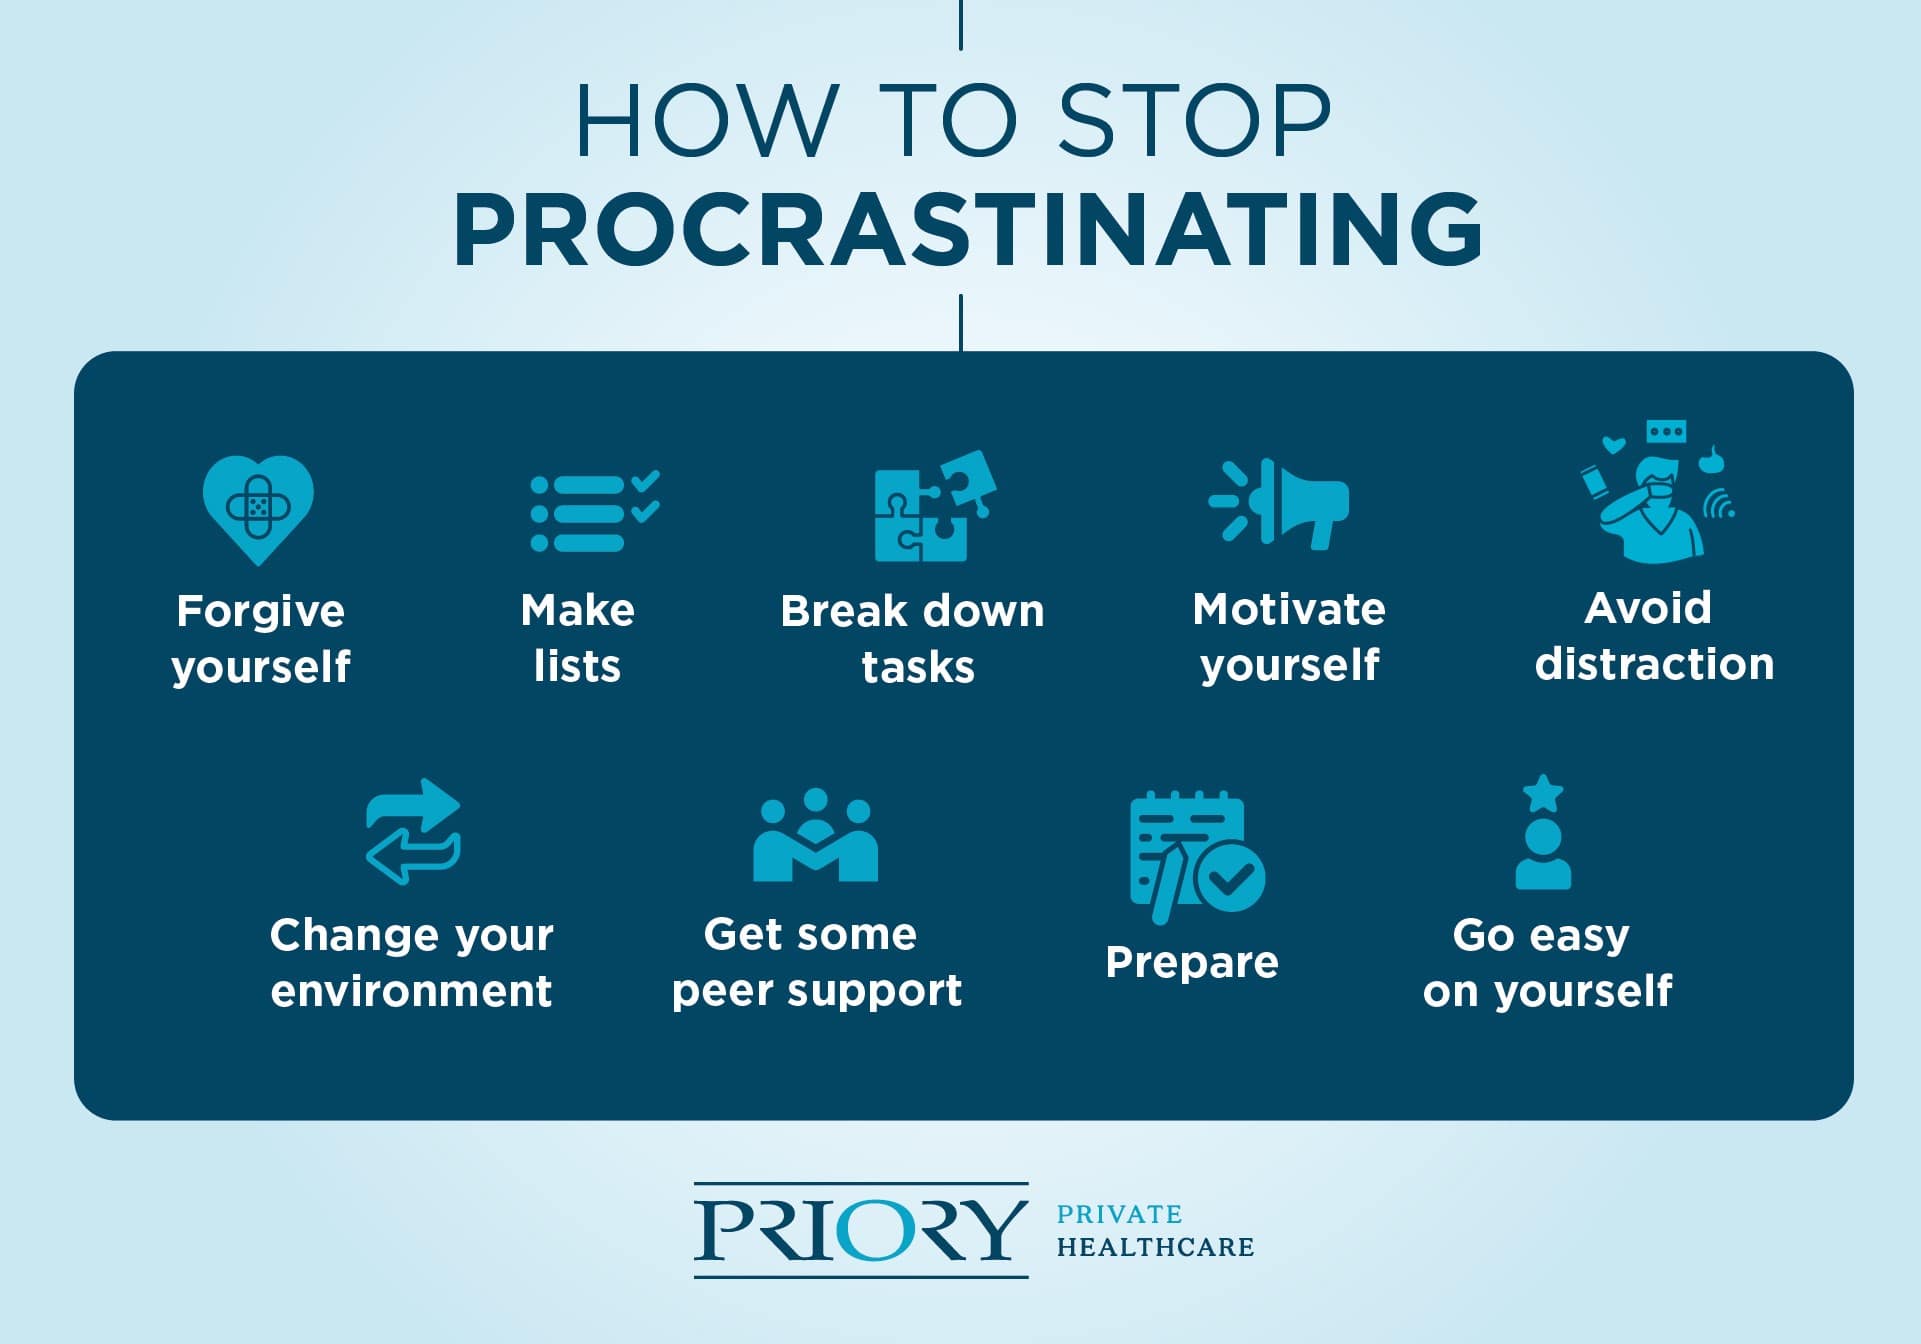 HOW TO STOP
PROCRASTINATING
Forgive
yourself
Make
lists
Break down
tasks
Motivate
yourself
Avoid
distraction
Change your
environment
Get some
peer support
Prepare
Go easy
on yourself
PRIORY
PRIVATE
HEALTHCARE